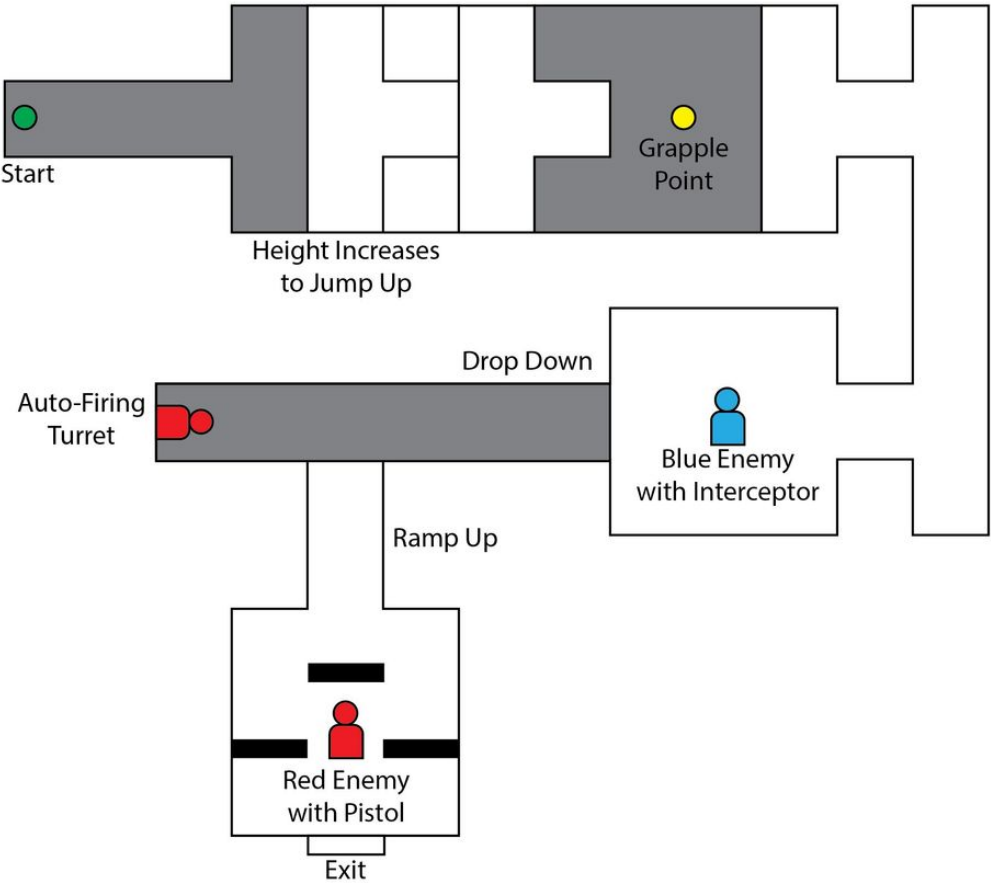 Start
Grapple
Point
Height Increases
to Jump Up
Drop Down
Auto-Firing
Turret
Blue Enemy
with Interceptor
Ramp Up
Red Enemy
with Pistol
Exit